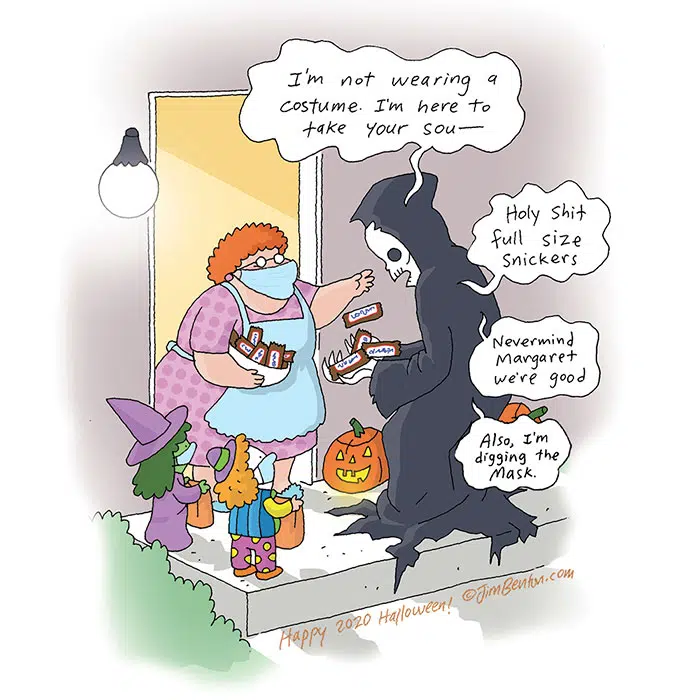 I'm not wearing a
costume. I'm here to
take your sou—
Holy shit
full size
Snickers
Nevermind
Margaret
we're good
Also, I'm
digging the
Mask.
Happy 2020 Halloween! ©JimBenton.com